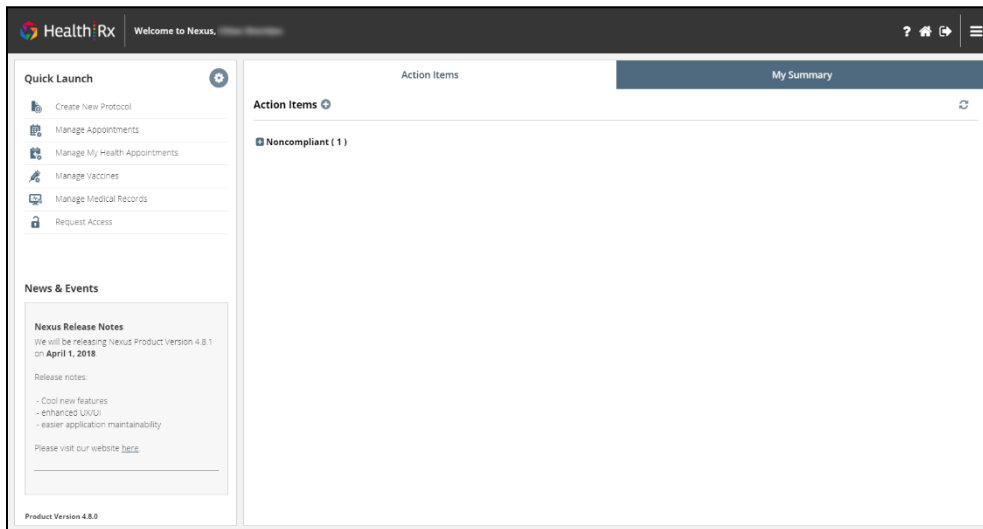 Health Rx
Welcome to Nexus,
?
Quick Launch
Create New Protocol
Manage Appointments
Manage My Health Appointments
Manage Vaccines
Manage Medical Records
Request Access
News & Events
Nexus Release Notes
We will be releasing Nexus Product Version 4.8.1
on April 1, 2018.
Release notes:
- Cool new features
- enhanced UX/UI
- easier application maintainability
Please visit our website here.
Product Version 4.8.0
Action Items
My Summary
Action Items
Noncompliant ( 1 )